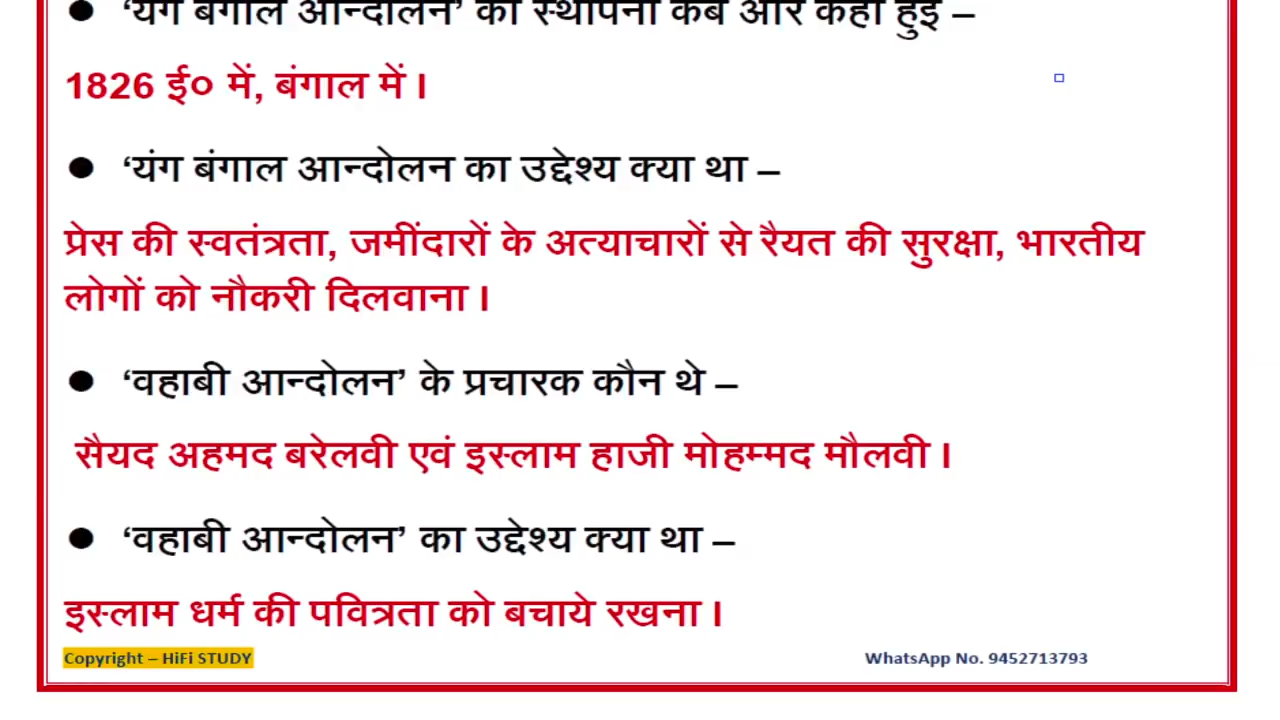 ● ‘यंग बंगाल आन्दोलन’ की स्थापना कब और कहाँ हुई –
1826 ई० में, बंगाल में।
● ‘यंग बंगाल आन्दोलन का उद्देश्य क्या था –
प्रेस की स्वतंत्रता, जमींदारों के अत्याचारों से रैयत की सुरक्षा, भारतीय
लोगों को नौकरी दिलवाना।
● ‘वहाबी आन्दोलन’ के प्रचारक कौन थे –
सैयद अहमद बरेलवी एवं इस्लाम हाजी मोहम्मद मौलवी।
● ‘वहाबी आन्दोलन’ का उद्देश्य क्या था –
इस्लाम धर्म की पवित्रता को बचाये रखना।
Copyright – HiFi STUDY WhatsApp No. 9452713793